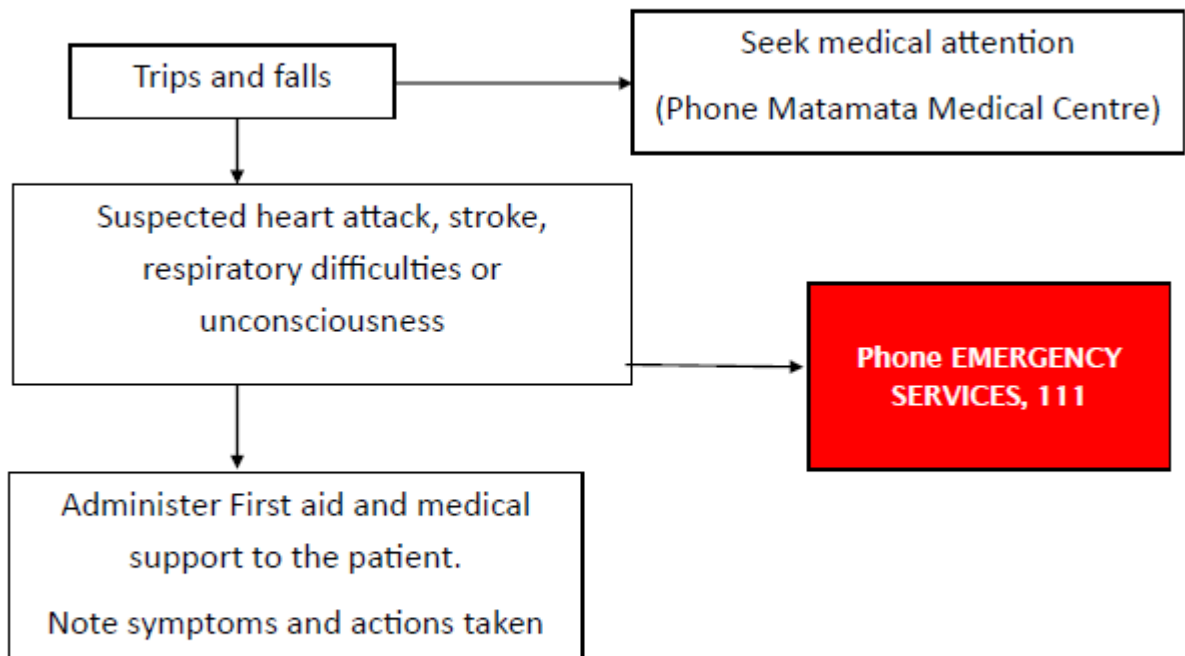 Trips and falls
Seek medical attention
(Phone Matamata Medical Centre)
Suspected heart attack, stroke,
respiratory difficulties or
unconsciousness
Phone EMERGENCY
SERVICES, 111
Administer First aid and medical
support to the patient.
Note symptoms and actions taken